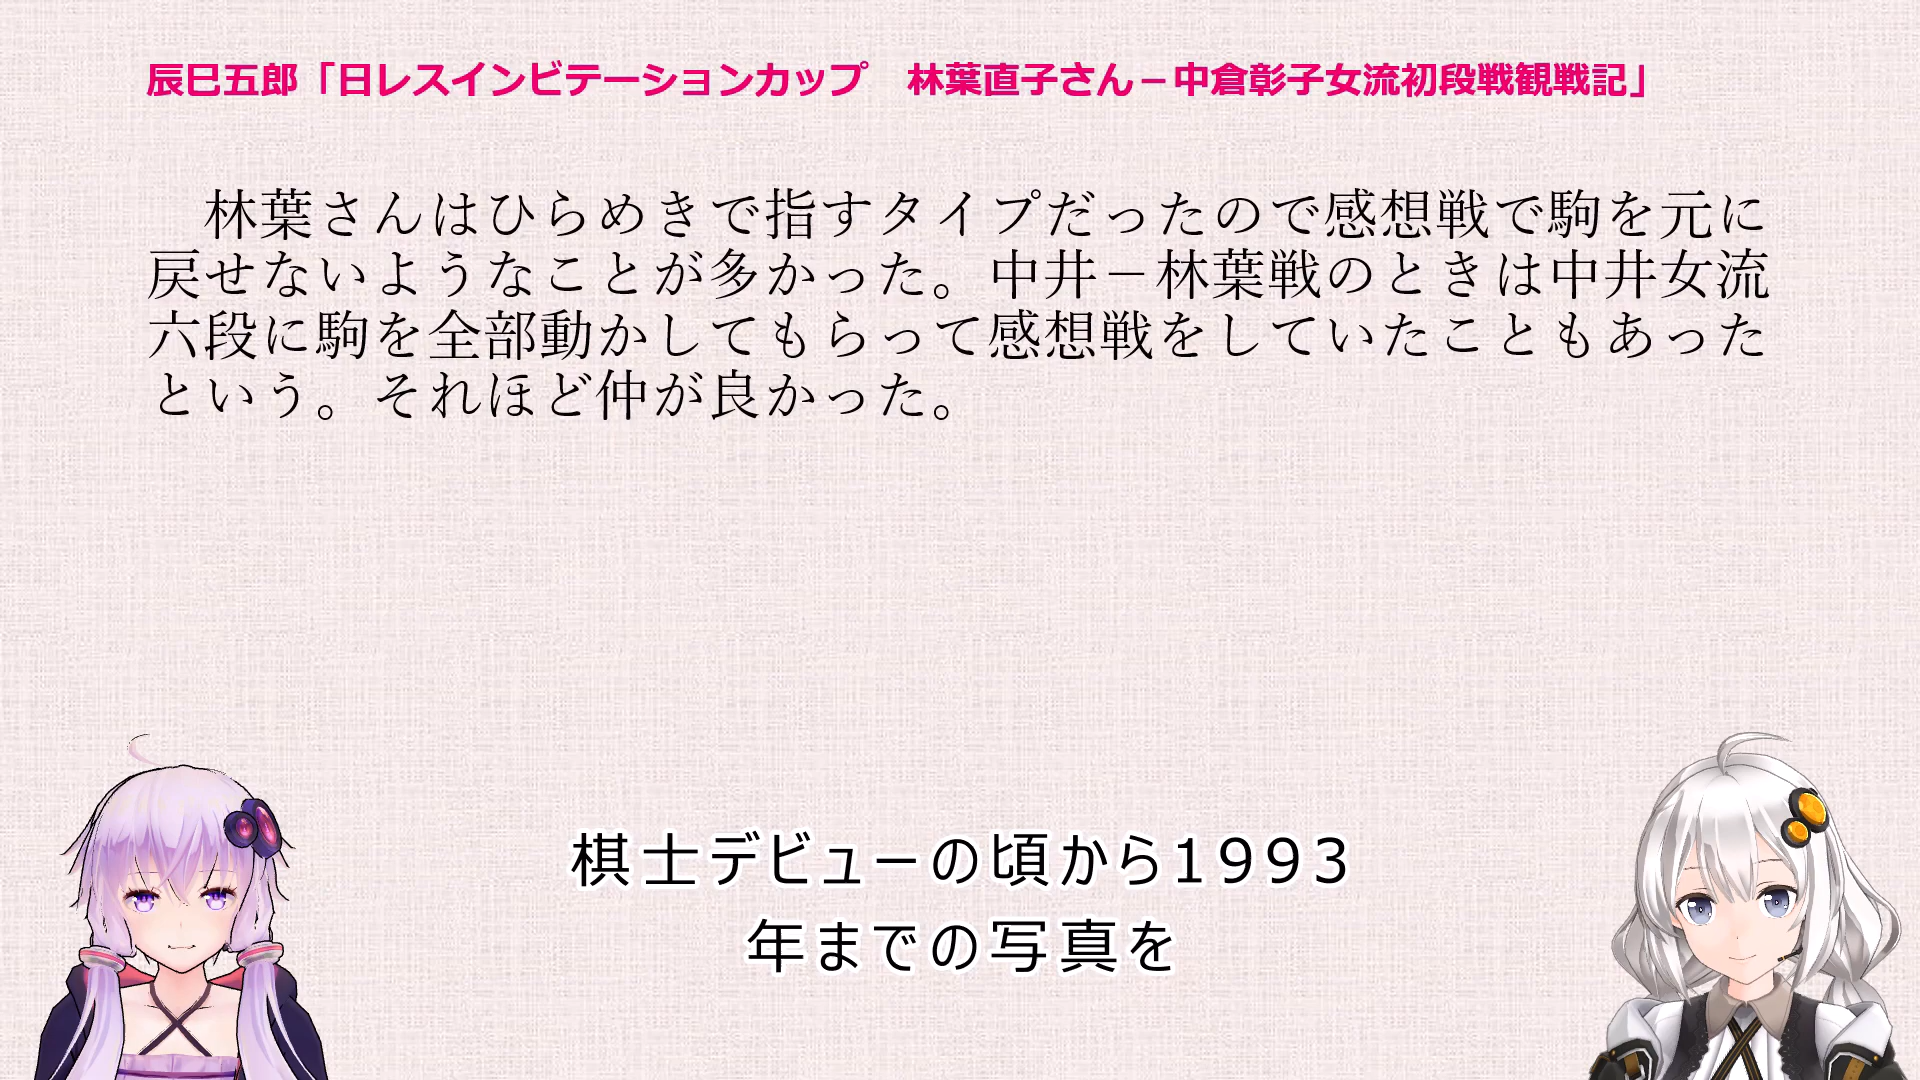 辰巳五郎「日レスインビテーションカップ　林葉直子さん－中倉彰子女流初段戦観戦記」
　林葉さんはひらめきで指すタイプだったので感想戦で駒を元に
戻せないようなことが多かった。中井－林葉戦のときは中井女流
六段に駒を全部動かしてもらって感想戦をしていたこともあった
という。それほど仲が良かった。
棋士デビューの頃から1993
年までの写真を